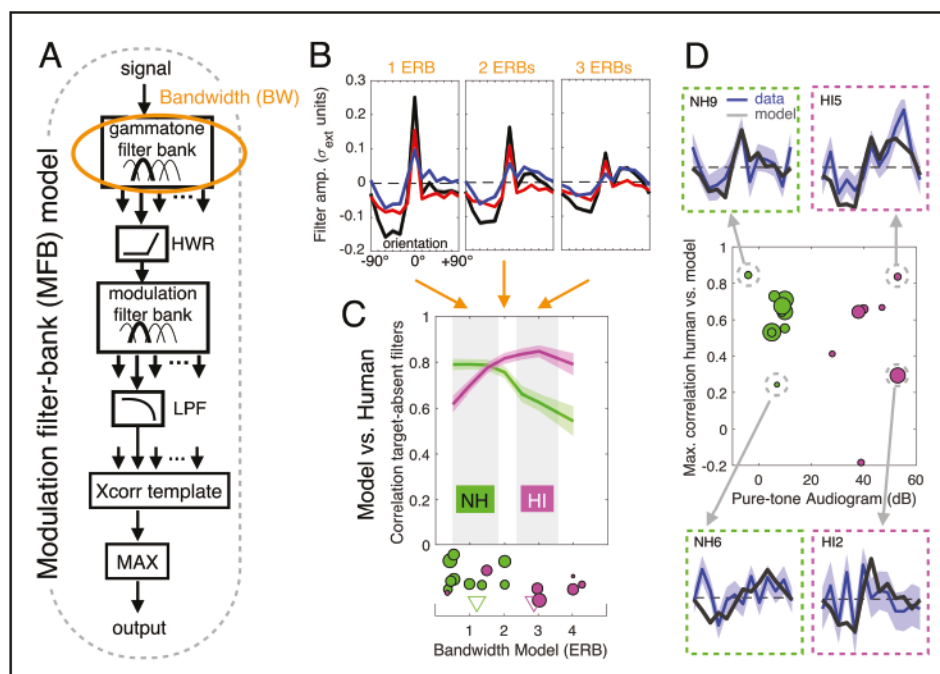 A
signal
Bandwidth (BW)
gammatone
filter bank
HWR
modulation
filter bank
LPF
Xcorr template
MAX
output
Modulation filter-bank (MFB) model
B
1 ERB
2 ERBs
3 ERBs
Filter amp. (σext units)
0.3
0.2
0.1
0
-0.1
-0.2
orientation
-90° 0° +90°
C
Model vs. Human
Correlation target-absent filters
1
0.8
0.6
0.4
0.2
0
NH
HI
1 2 3 4
Bandwidth Model (ERB)
D
NH9
data
model
HI5
Max. correlation human vs. model
1
0.8
0.6
0.4
0.2
0
-0.2
0 20 40 60
Pure-tone Audiogram (dB)
NH6
HI2